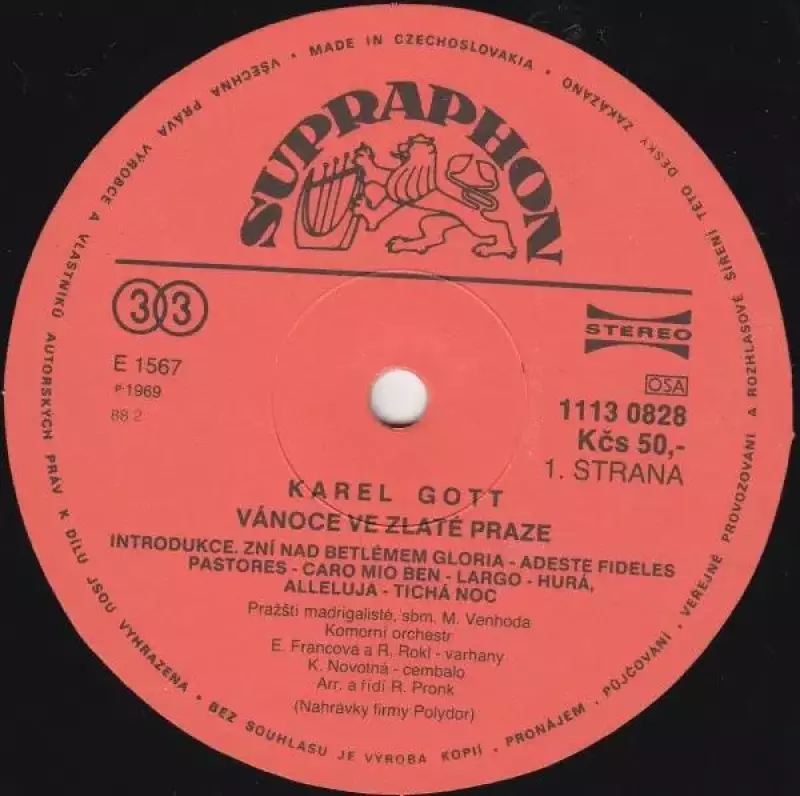 MADE IN CZECHOSLOVAKIA · VŠECHNA PRÁVA VÝROBCE A VLASTNÍKŮ AUTORSKÝCH PRÁV K DÍLU JSOU VYHRAZENA · BEZ SOUHLASU JE VÝROBA KOPIÍ · PRONÁJEM · PŮJČOVÁNÍ · VEŘEJNÉ PROVOZOVÁNÍ A ROZHLASOVÉ ŠÍŘENÍ TÉTO DESKY ZAKÁZÁNO ·
SUPRAPHON
33
STEREO
E 1567
℗ 1969
88 2
OSA
1113 0828
Kčs 50,-
1. STRANA
KAREL GOTT
VÁNOCE VE ZLATÉ PRAZE
INTRODUKCE. ZNÍ NAD BETLÉMEM GLORIA - ADESTE FIDELES
PASTORES - CARO MIO BEN - LARGO - HURÁ,
ALLELUJA - TICHÁ NOC
Pražští madrigalisté, sbm. M. Venhoda
Komorní orchestr
E. Francová a R. Rokl - varhany
K. Novotná - cembalo
Arr. a řídí R. Pronk
(Nahrávky firmy Polydor)